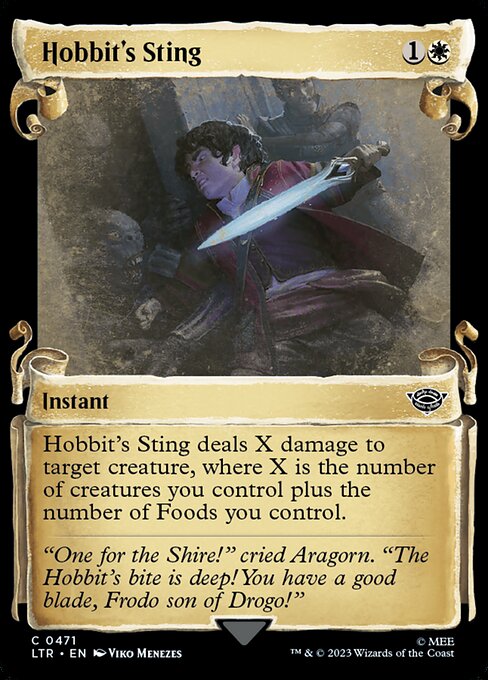 Hobbit's Sting 1
Instant
Hobbit's Sting deals X damage to
target creature, where X is the number
of creatures you control plus the
number of Foods you control.
"One for the Shire!" cried Aragorn. "The
Hobbit's bite is deep! You have a good
blade, Frodo son of Drogo!"
C 0471
LTR • EN Viko Menezes
© MEE
™ & © 2023 Wizards of the Coast